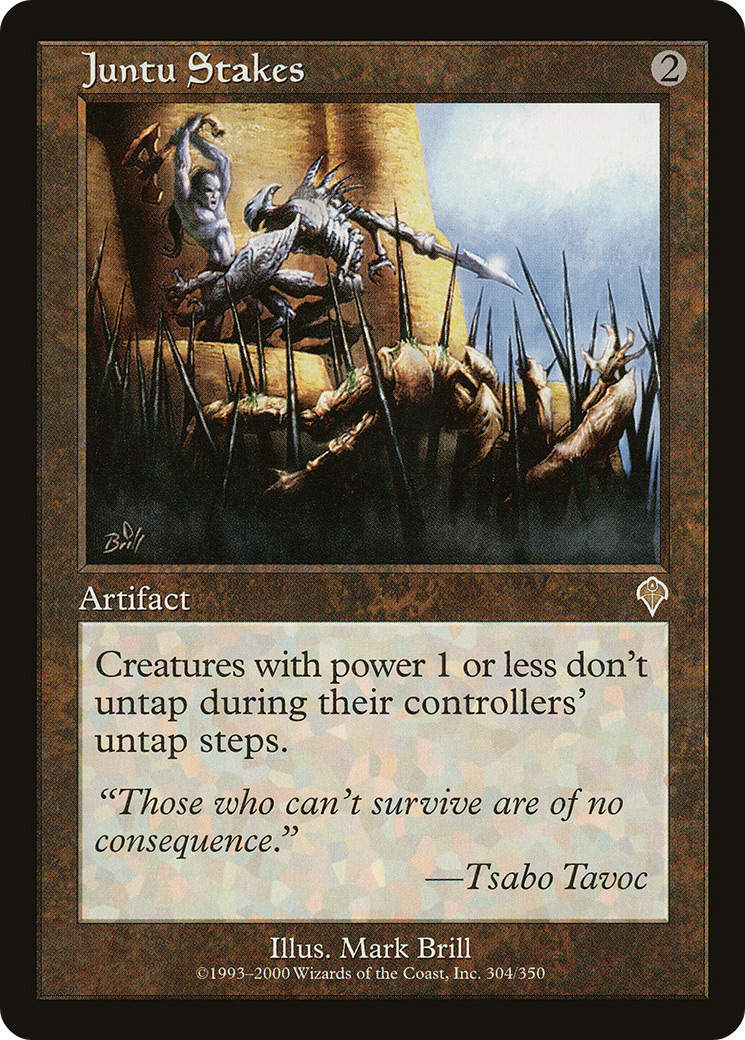 Juntu Stakes
2
Brill
Artifact
Creatures with power 1 or less don't
untap during their controllers'
untap steps.
“Those who can't survive are of no
consequence.”
—Tsabo Tavoc
Illus. Mark Brill
©1993–2000 Wizards of the Coast, Inc. 304/350